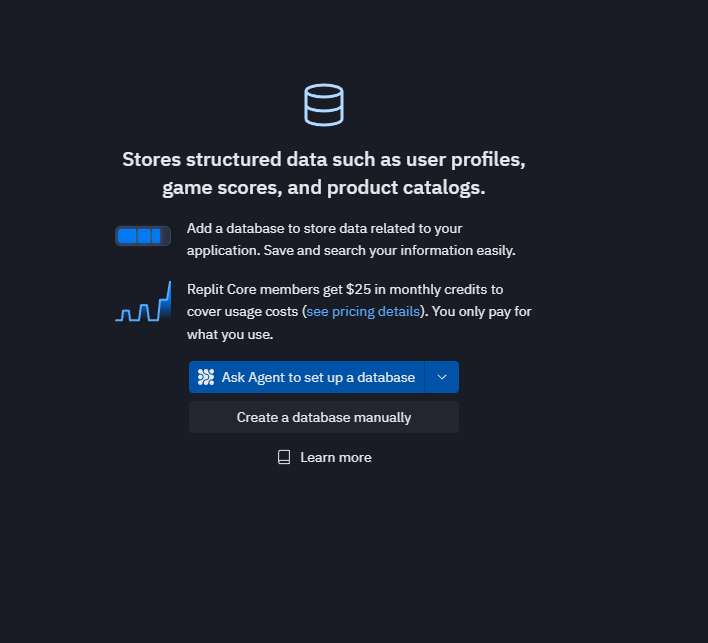 Stores structured data such as user profiles,
game scores, and product catalogs.
Add a database to store data related to your
application. Save and search your information easily.
Replit Core members get $25 in monthly credits to
cover usage costs (see pricing details). You only pay for
what you use.
Ask Agent to set up a database
Create a database manually
Learn more